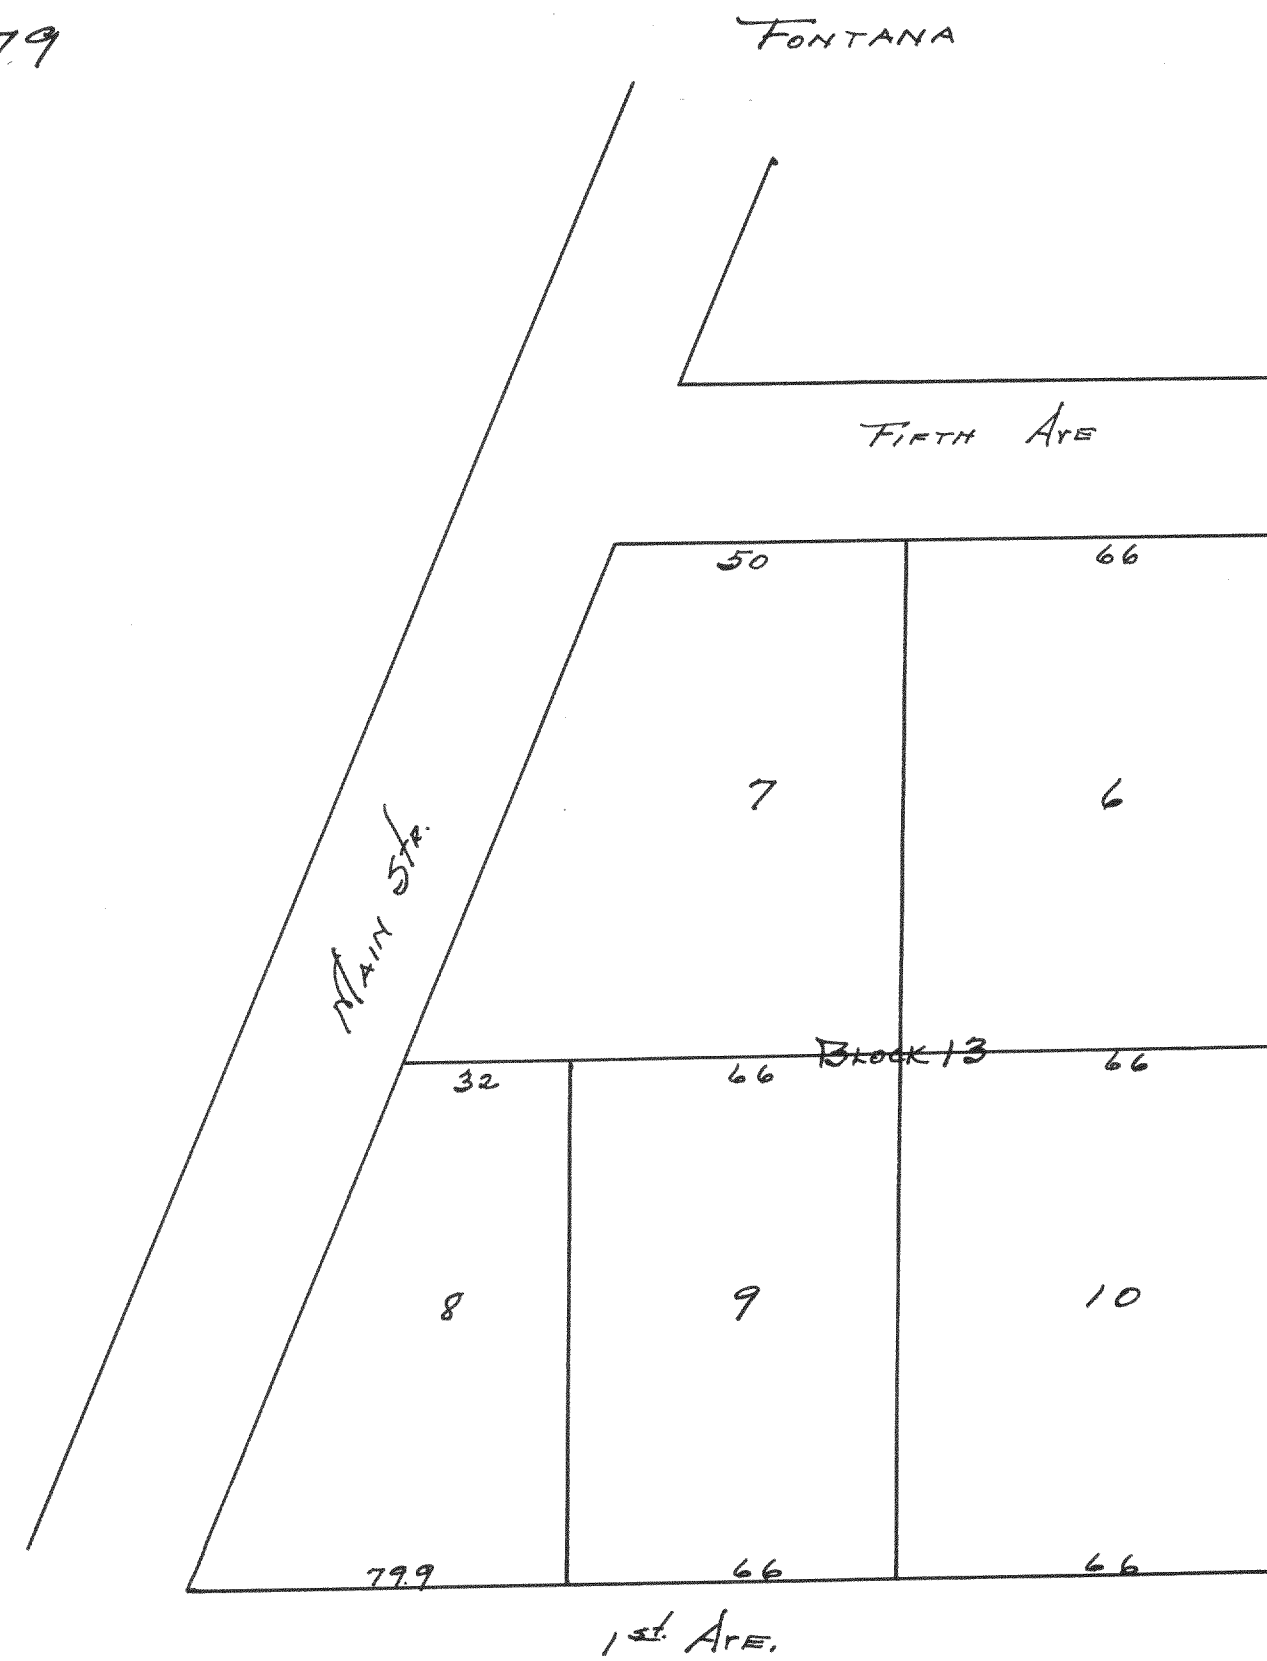 79
FONTANA
FIFTH AVE
50 66
7 6
MAIN STR.
BLOCK 13
32 66 66
8 9 10
79.9 66 66
1st. AVE.